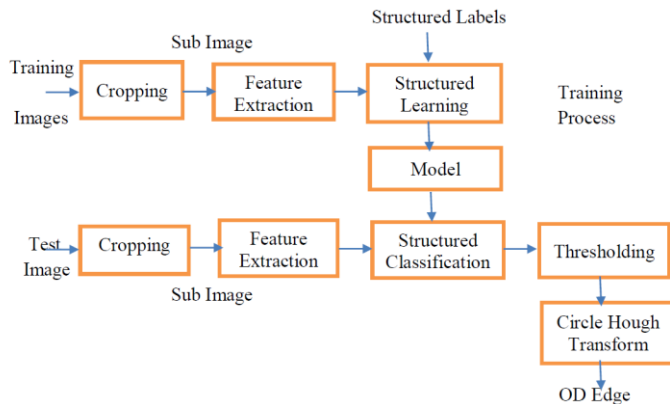 Structured Labels
Sub Image
Training
Images
Cropping
Feature
Extraction
Structured
Learning
Training
Process
Model
Test
Image
Cropping
Feature
Extraction
Sub Image
Structured
Classification
Thresholding
Circle Hough
Transform
OD Edge